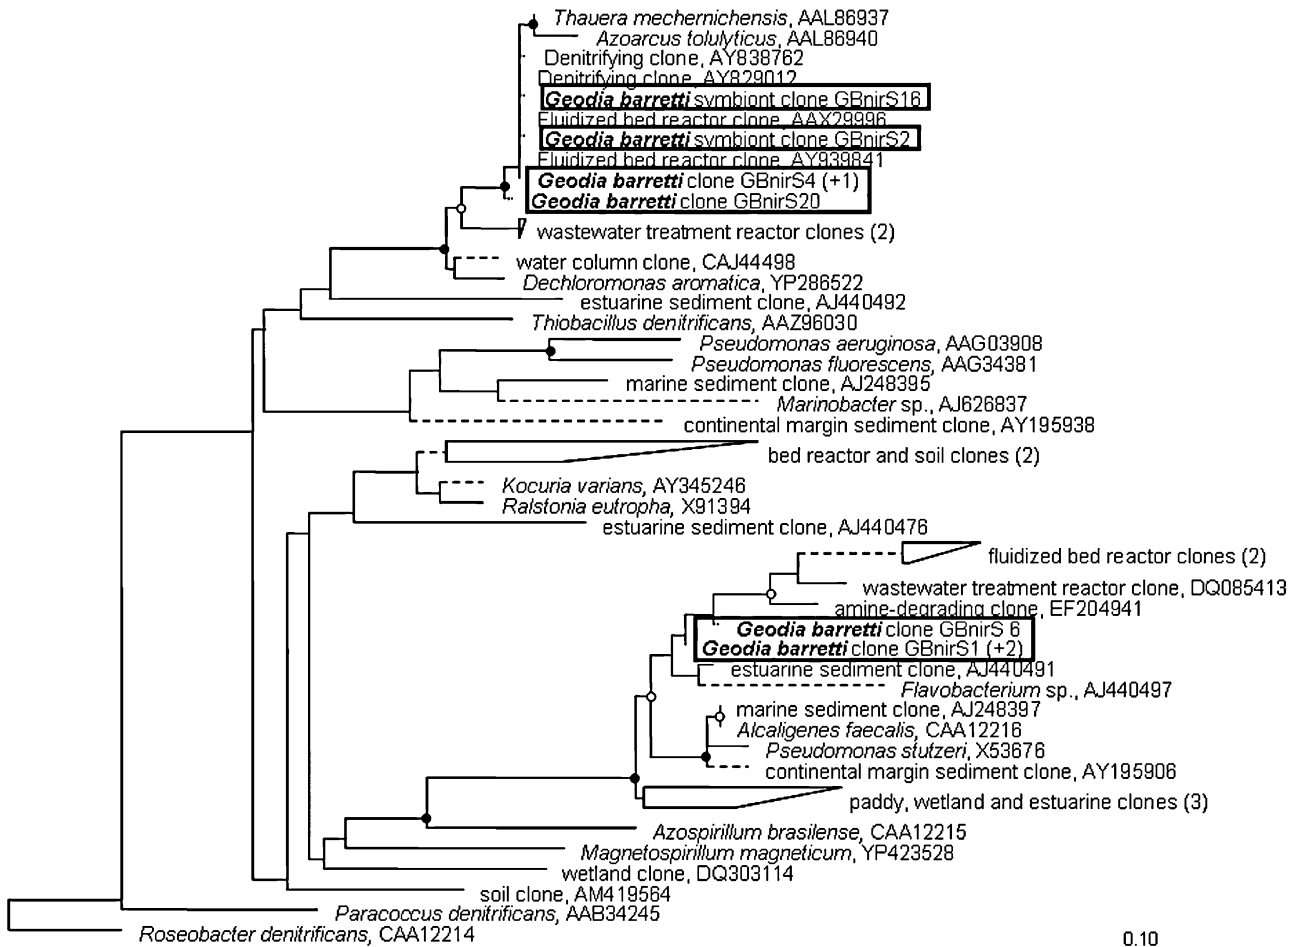 Thauera mechernichensis, AAL86937
Azoarcus tolulyticus, AAL86940
Denitrifying clone, AY838762
Denitrifying clone, AY829012
Geodia barretti symbiont clone GBnirS16
Fluidized bed reactor clone, AAX29996
Geodia barretti symbiont clone GBnirS2
Fluidized bed reactor clone, AY939841
Geodia barretti clone GBnirS4 (+1)
Geodia barretti clone GBnirS20
wastewater treatment reactor clones (2)
water column clone, CAJ44498
Dechloromonas aromatica, YP286522
estuarine sediment clone, AJ440492
Thiobacillus denitrificans, AAZ96030
Pseudomonas aeruginosa, AAG03908
Pseudomonas fluorescens, AAG34381
marine sediment clone, AJ248395
Marinobacter sp., AJ626837
continental margin sediment clone, AY195938
bed reactor and soil clones (2)
Kocuria varians, AY345246
Ralstonia eutropha, X91394
estuarine sediment clone, AJ440476
fluidized bed reactor clones (2)
wastewater treatment reactor clone, DQ085413
amine-degrading clone, EF204941
Geodia barretti clone GBnirS 6
Geodia barretti clone GBnirS1 (+2)
estuarine sediment clone, AJ440491
Flavobacterium sp., AJ440497
marine sediment clone, AJ248397
Alcaligenes faecalis, CAA12216
Pseudomonas stutzeri, X53676
continental margin sediment clone, AY195906
paddy, wetland and estuarine clones (3)
Azospirillum brasilense, CAA12215
Magnetospirillum magneticum, YP423528
wetland clone, DQ303114
soil clone, AM419564
Paracoccus denitrificans, AAB34245
Roseobacter denitrificans, CAA12214
0.10